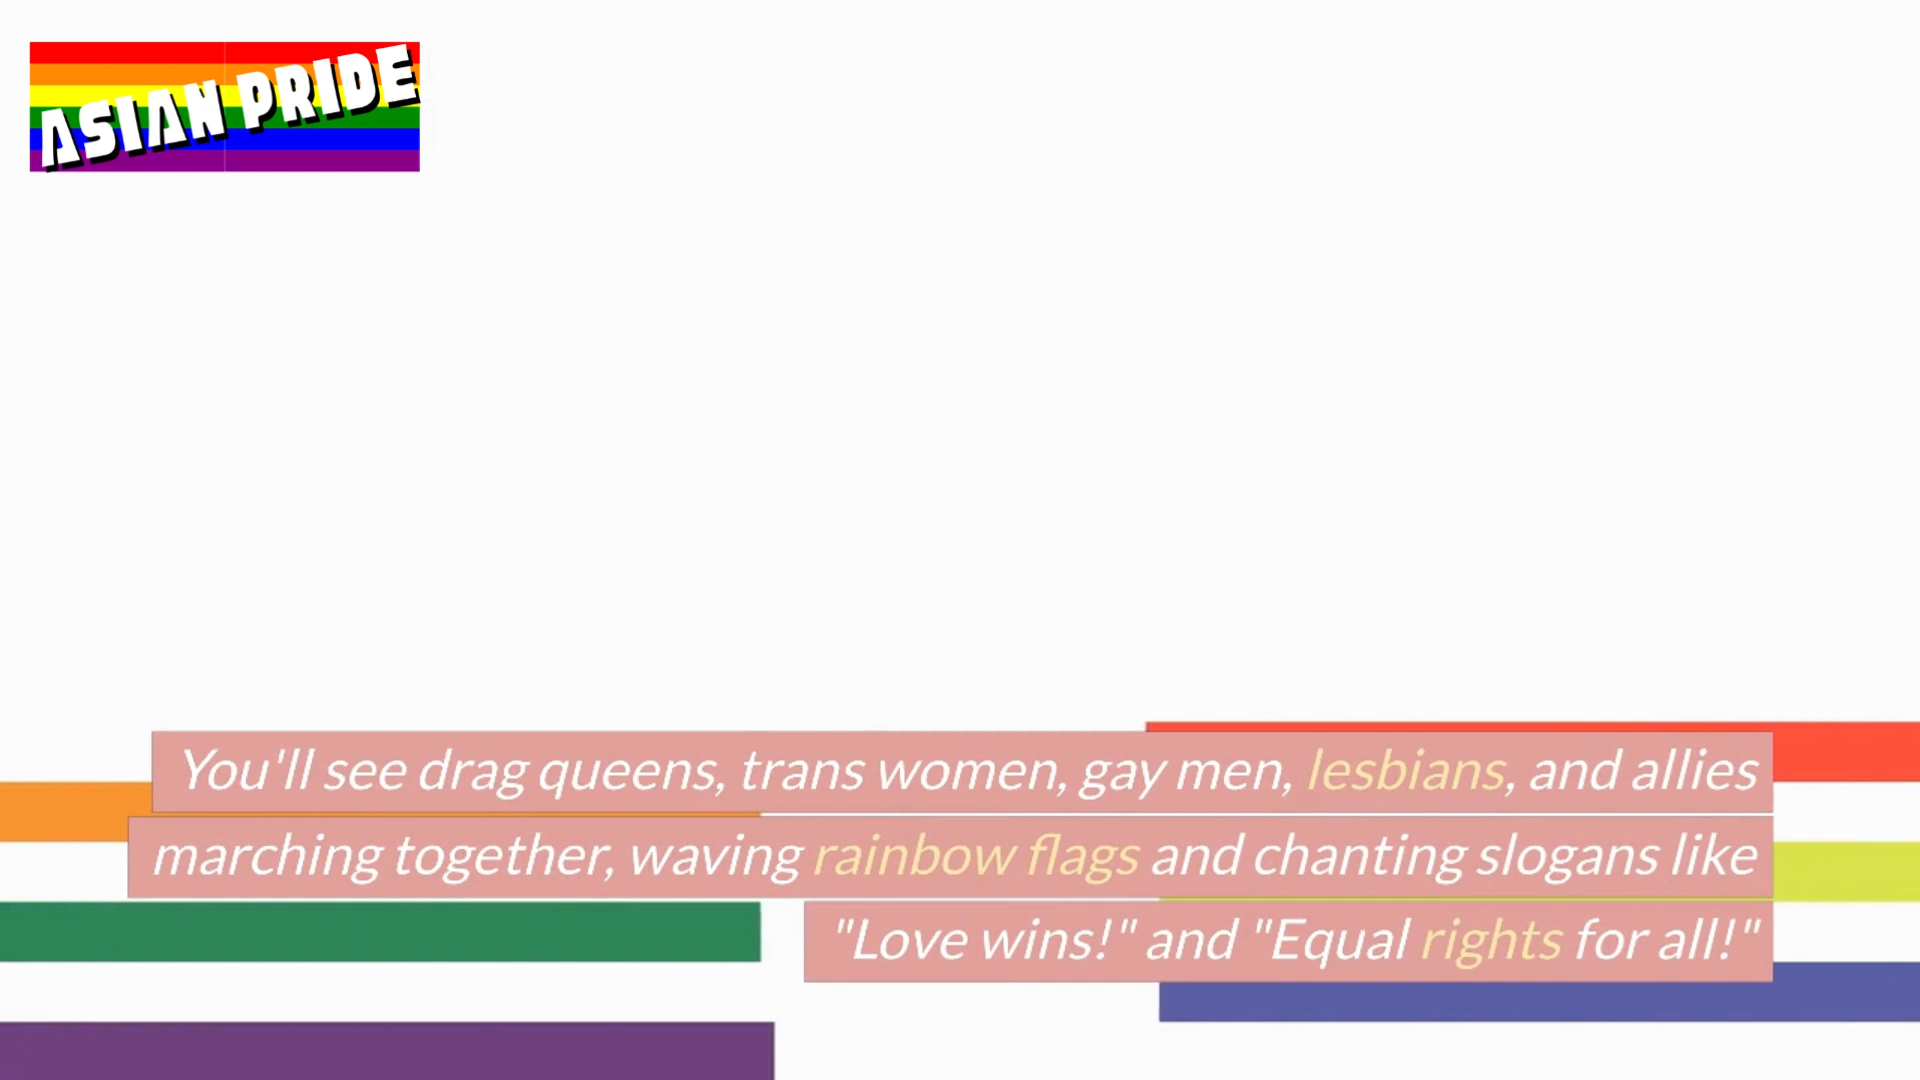 ASIAN PRIDE
You'll see drag queens, trans women, gay men, lesbians, and allies
marching together, waving rainbow flags and chanting slogans like
"Love wins!" and "Equal rights for all!"